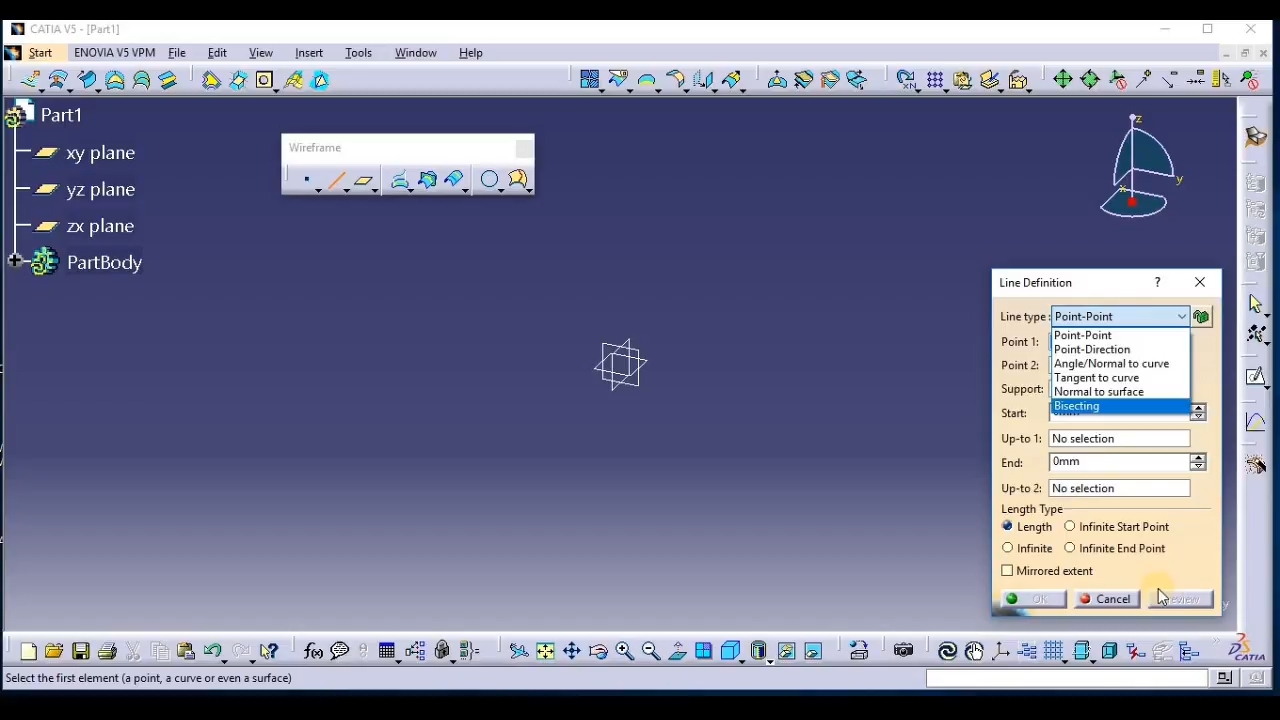 CATIA V5 - [Part1]
Start ENOVIA V5 VPM File Edit View Insert Tools Window Help
Part1
xy plane
yz plane
zx plane
PartBody
Wireframe
z
y
x
Line Definition ?
Line type : Point-Point
Point-Point
Point-Direction
Angle/Normal to curve
Tangent to curve
Normal to surface
Bisecting
Point 1:
Point 2:
Support:
Start:
Up-to 1: No selection
End: 0mm
Up-to 2: No selection
Length Type
Length Infinite Start Point
Infinite Infinite End Point
Mirrored extent
OK Cancel
y
f(x)
CATIA
Select the first element (a point, a curve or even a surface)